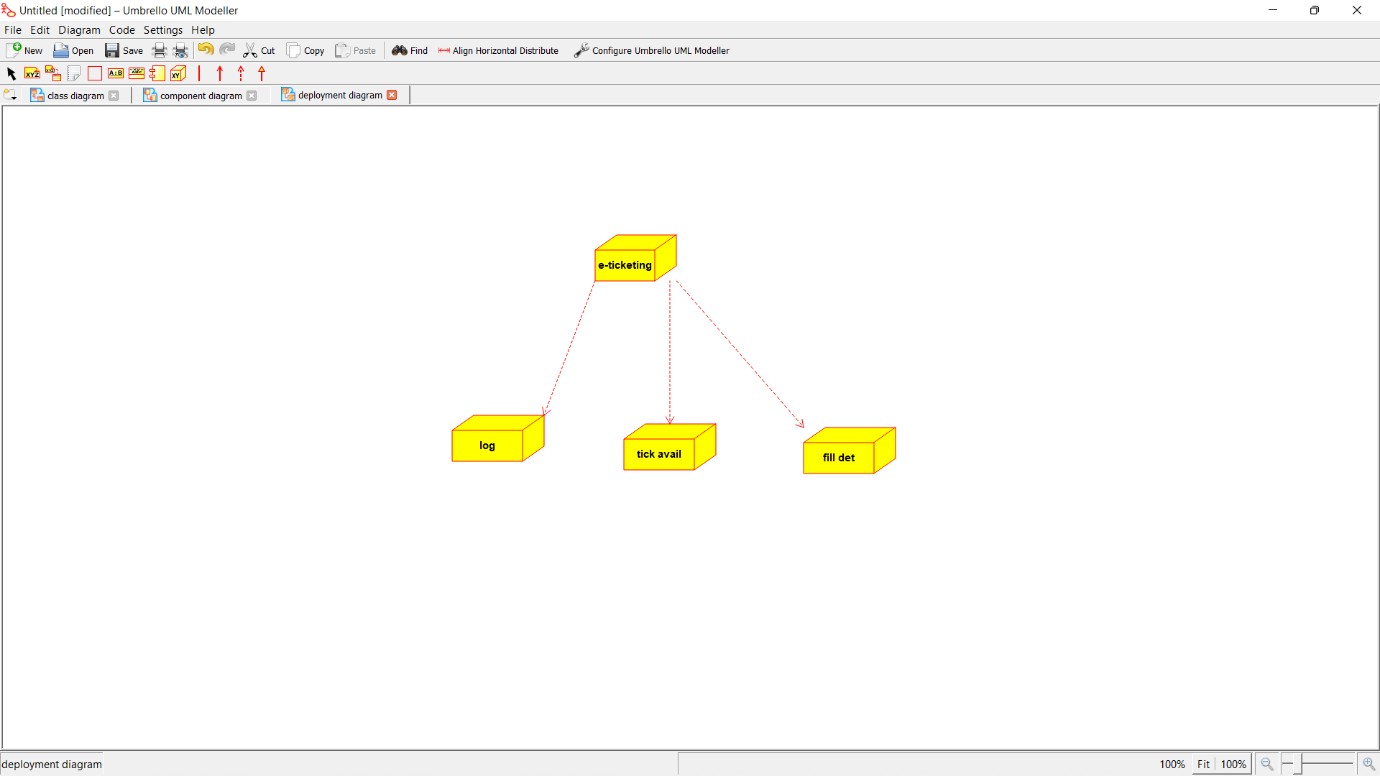 Untitled [modified] – Umbrello UML Modeller
File Edit Diagram Code Settings Help
New Open Save Cut Copy Paste Find Align Horizontal Distribute Configure Umbrello UML Modeller
class diagram component diagram deployment diagram
e-ticketing
log
tick avail
fill det
deployment diagram 100% Fit 100%